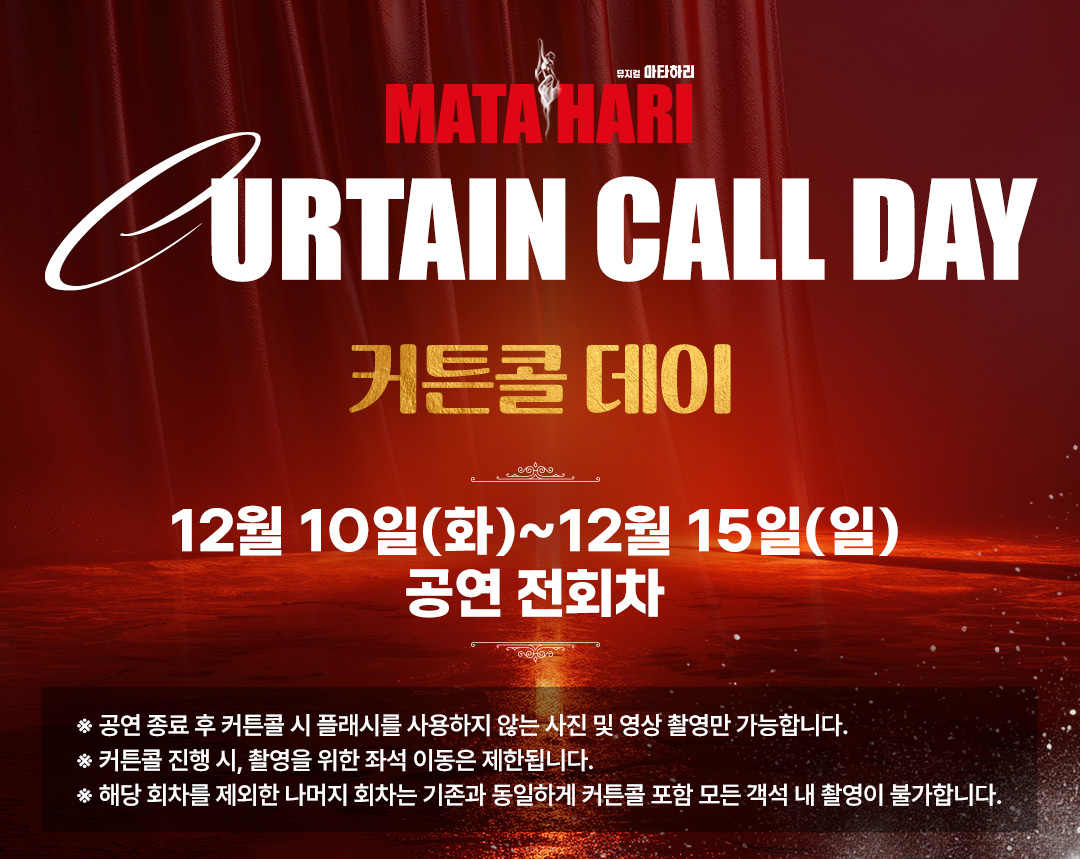 뮤지컬 마타하리
MATA HARI
CURTAIN CALL DAY
커튼콜 데이
12월 10일(화)~12월 15일(일)
공연 전회차
※ 공연 종료 후 커튼콜 시 플래시를 사용하지 않는 사진 및 영상 촬영만 가능합니다.
※ 커튼콜 진행 시, 촬영을 위한 좌석 이동은 제한됩니다.
※ 해당 회차를 제외한 나머지 회차는 기존과 동일하게 커튼콜 포함 모든 객석 내 촬영이 불가합니다.